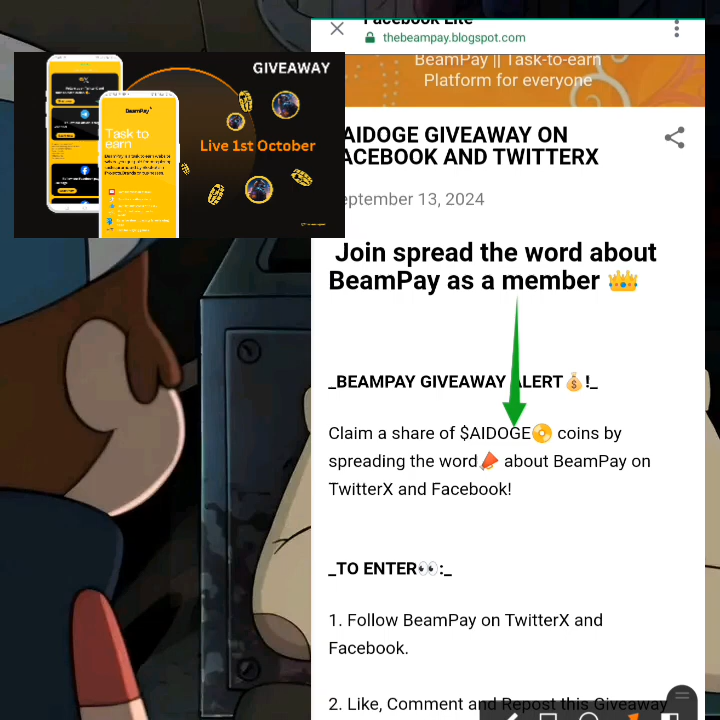 Facebook Lite
thebeampay.blogspot.com
BeamPay || Task-to-earn
Platform for everyone
GIVEAWAY
Live 1st October
BeamPay
Task to
earn
AIDOGE GIVEAWAY ON
ACEBOOK AND TWITTERX
eptember 13, 2024
Join spread the word about
BeamPay as a member 👑
_BEAMPAY GIVEAWAY ALERT💰!_
Claim a share of $AIDOGE📀 coins by
spreading the word📣 about BeamPay on
TwitterX and Facebook!
_TO ENTER👀:_
1. Follow BeamPay on TwitterX and
Facebook.
2. Like, Comment and Repost this Giveaway